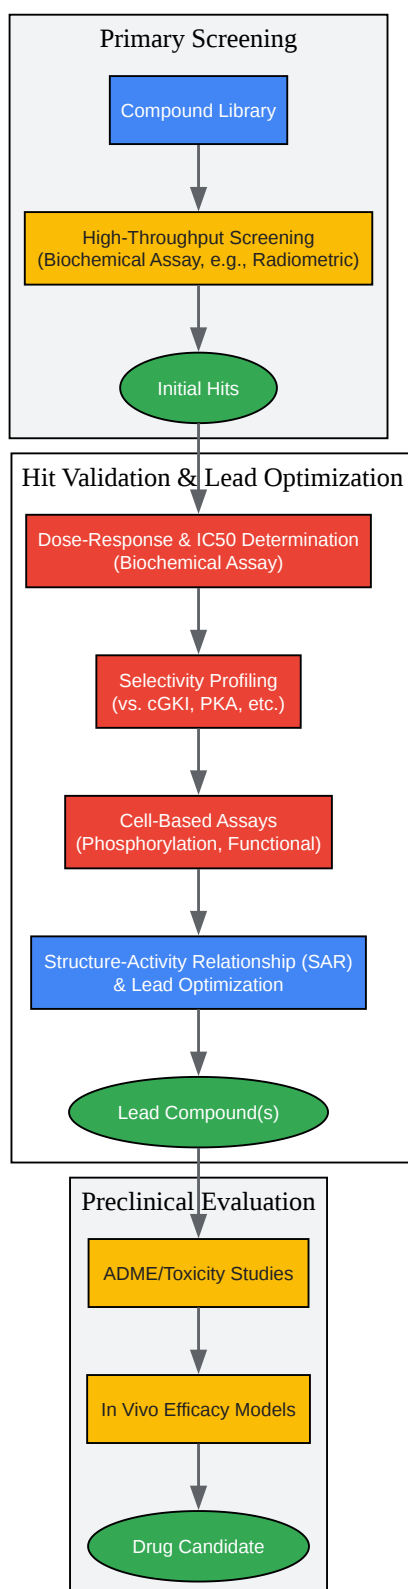 Primary Screening
Compound Library
High-Throughput Screening
(Biochemical Assay, e.g., Radiometric)
Initial Hits
Hit Validation & Lead Optimization
Dose-Response & IC50 Determination
(Biochemical Assay)
Selectivity Profiling
(vs. cGKI, PKA, etc.)
Cell-Based Assays
(Phosphorylation, Functional)
Structure-Activity Relationship (SAR)
& Lead Optimization
Lead Compound(s)
Preclinical Evaluation
ADME/Toxicity Studies
In Vivo Efficacy Models
Drug Candidate